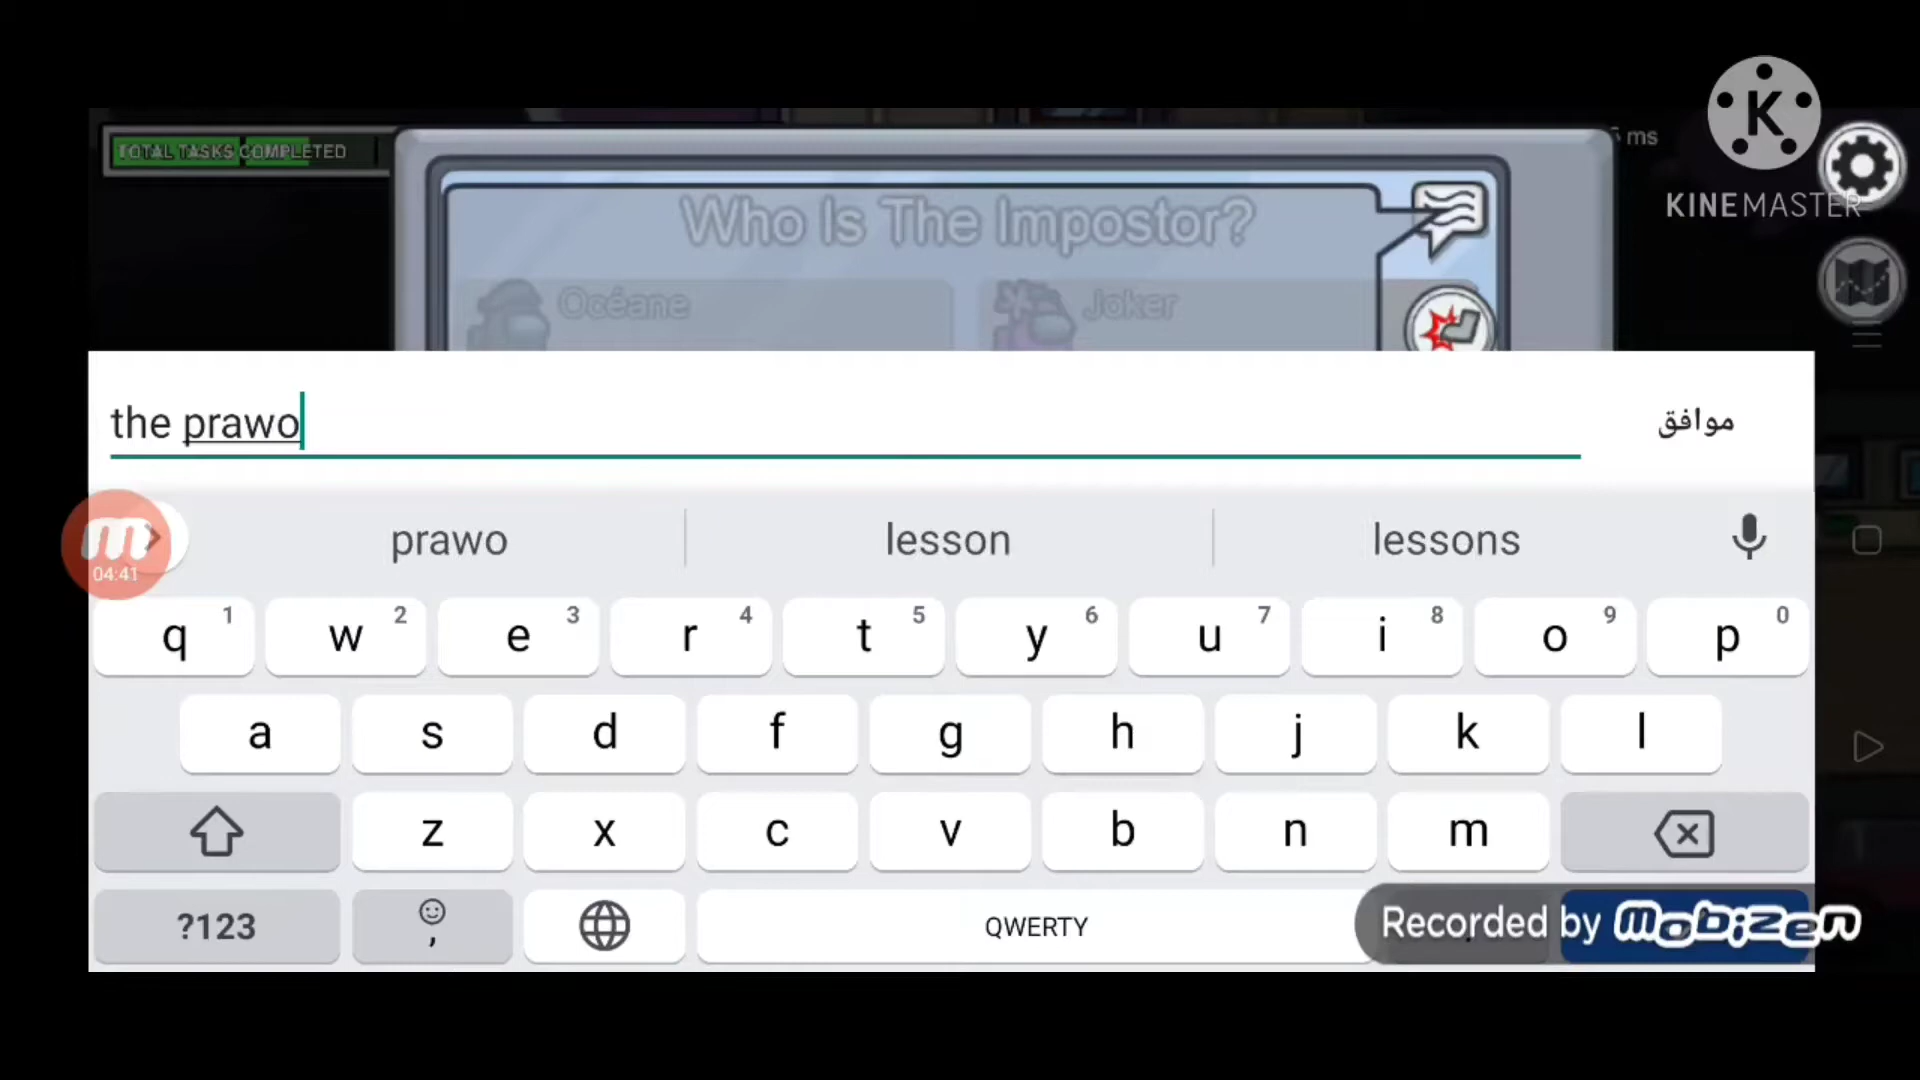 TOTAL TASKS COMPLETED
ms
K
KINEMASTER
Who Is The Impostor?
Océane
Joker
the prawo
موافق
m
04:41
prawo
lesson
lessons
q 1 w 2 e 3 r 4 t 5 y 6 u 7 i 8 o 9 p 0
a s d f g h j k l
z x c v b n m
?123
,
QWERTY
Recorded by mobizen